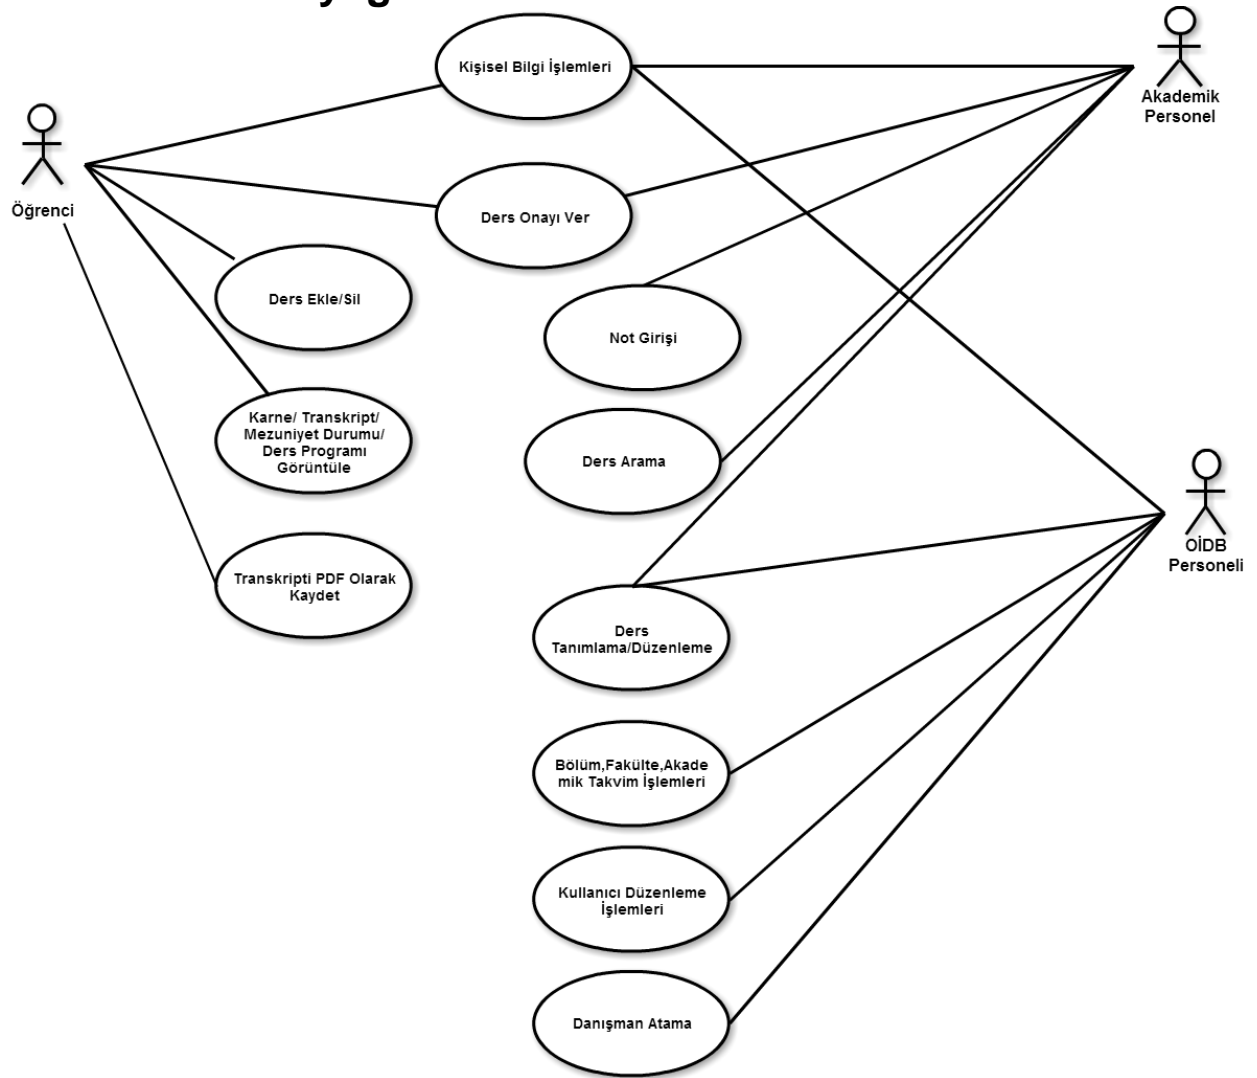 Kişisel Bilgi İşlemleri
Akademik
Personel
Öğrenci
Ders Onayı Ver
Ders Ekle/Sil
Not Girişi
Karne/ Transkript/
Mezuniyet Durumu/
Ders Programı
Görüntüle
Ders Arama
OİDB
Personeli
Transkripti PDF Olarak
Kaydet
Ders
Tanımlama/Düzenleme
Bölüm,Fakülte,Akade
mik Takvim İşlemleri
Kullanıcı Düzenleme
İşlemleri
Danışman Atama